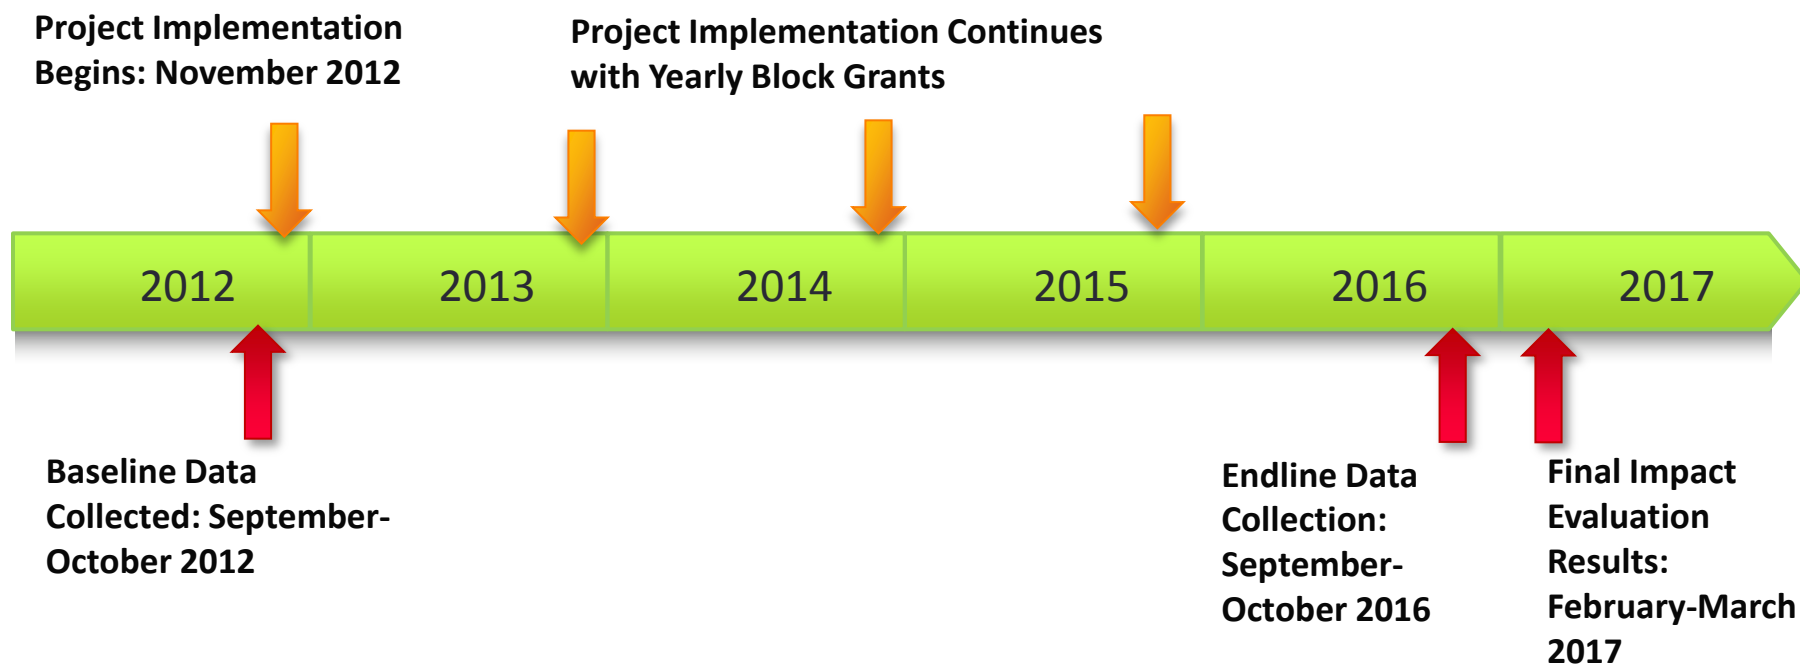 Project Implementation
Begins: November 2012
Project Implementation Continues
with Yearly Block Grants
2012
2013
2014
2015
2016
2017
Baseline Data
Collected: September-
October 2012
Endline Data
Collection:
September-
October 2016
Final Impact
Evaluation
Results:
February-March
2017